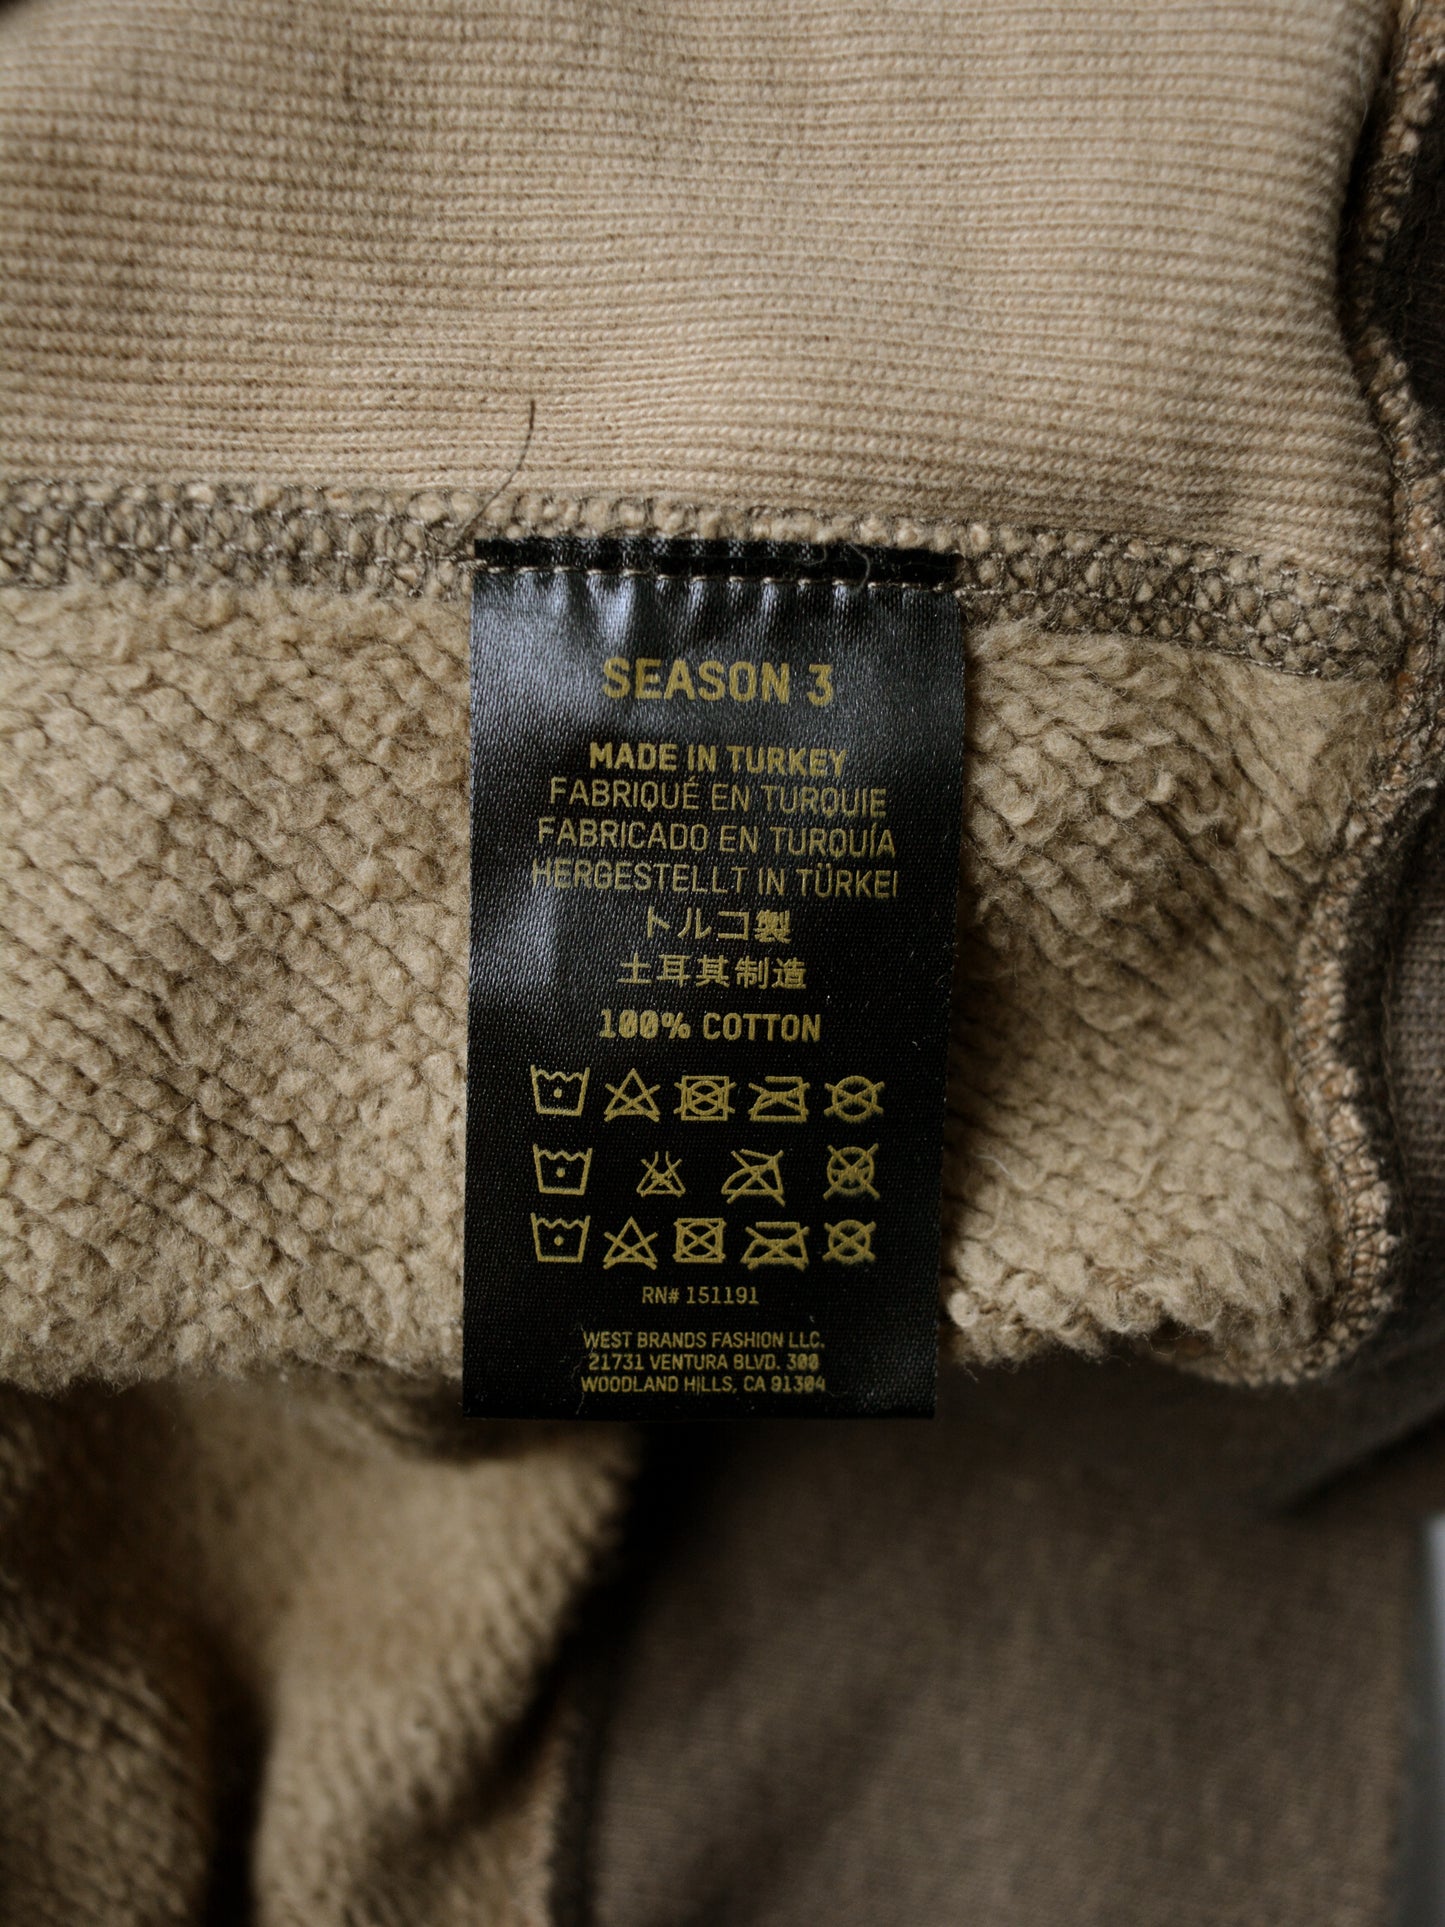 SEASON 3
MADE IN TURKEY
FABRIQUÉ EN TURQUIE
FABRICADO EN TURQUÍA
HERGESTELLT IN TÜRKEI
トルコ製
土耳其制造
100% COTTON
RN# 151191
WEST BRANDS FASHION LLC.
21731 VENTURA BLVD. 300
WOODLAND HILLS, CA 91304